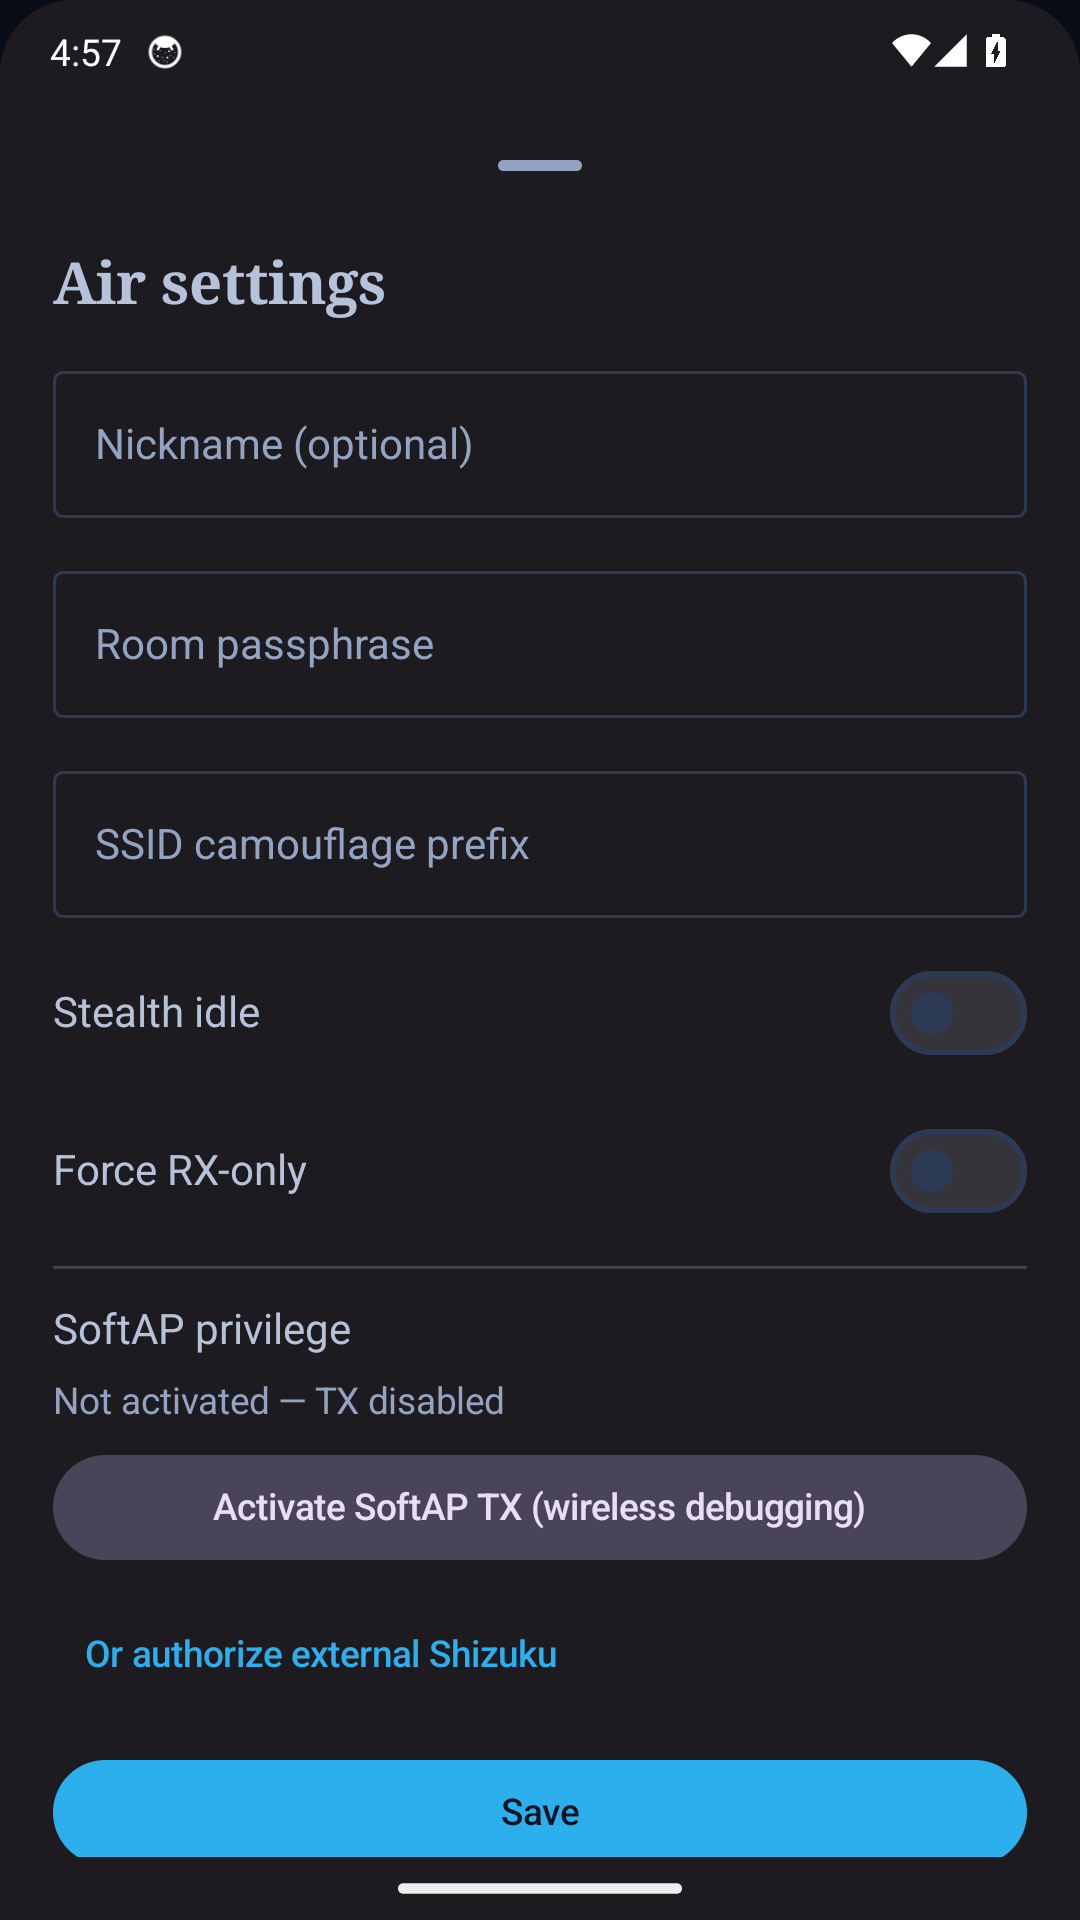 4:57
Air settings
Nickname (optional)
Room passphrase
SSID camouflage prefix
Stealth idle
Force RX-only
SoftAP privilege
Not activated — TX disabled
Activate SoftAP TX (wireless debugging)
Or authorize external Shizuku
Save